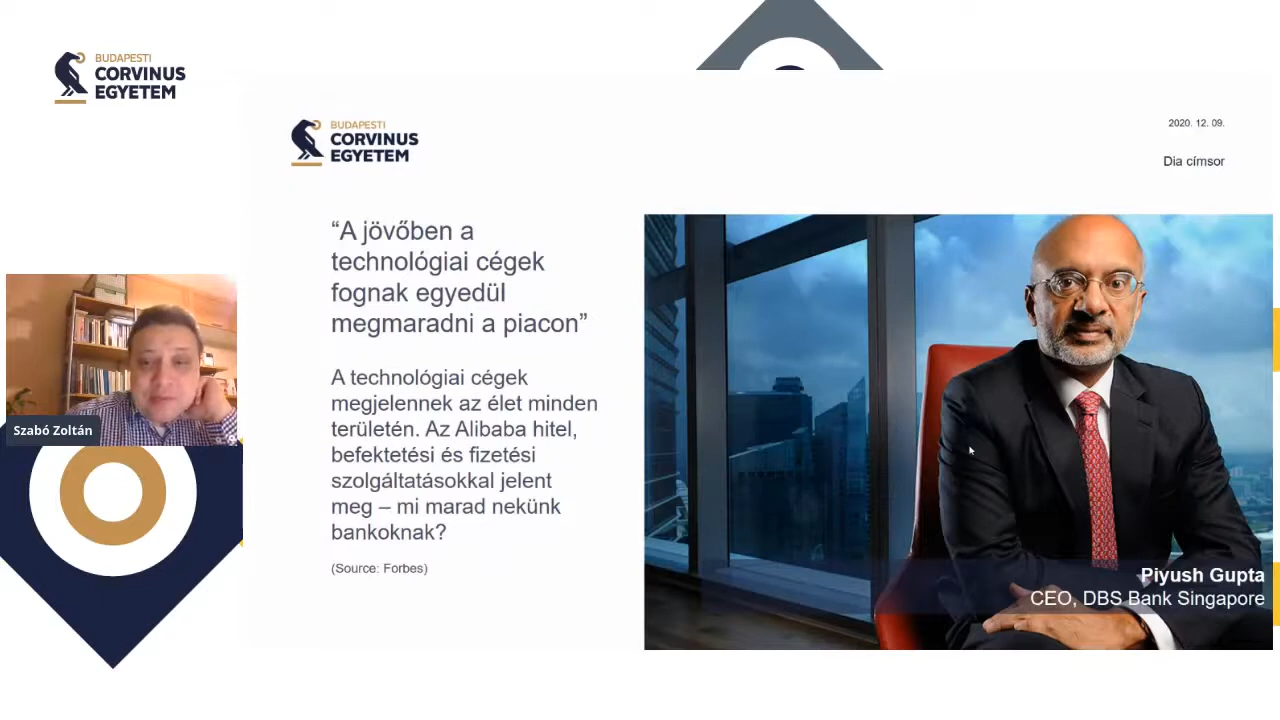 BUDAPESTI
CORVINUS
EGYETEM
BUDAPESTI
CORVINUS
EGYETEM
2020. 12. 09.
Dia címsor
“A jövőben a
technológiai cégek
fognak egyedül
megmaradni a piacon”
A technológiai cégek
megjelennek az élet minden
területén. Az Alibaba hitel,
befektetési és fizetési
szolgáltatásokkal jelent
meg – mi marad nekünk
bankoknak?
(Source: Forbes)
Szabó Zoltán
Piyush Gupta
CEO, DBS Bank Singapore